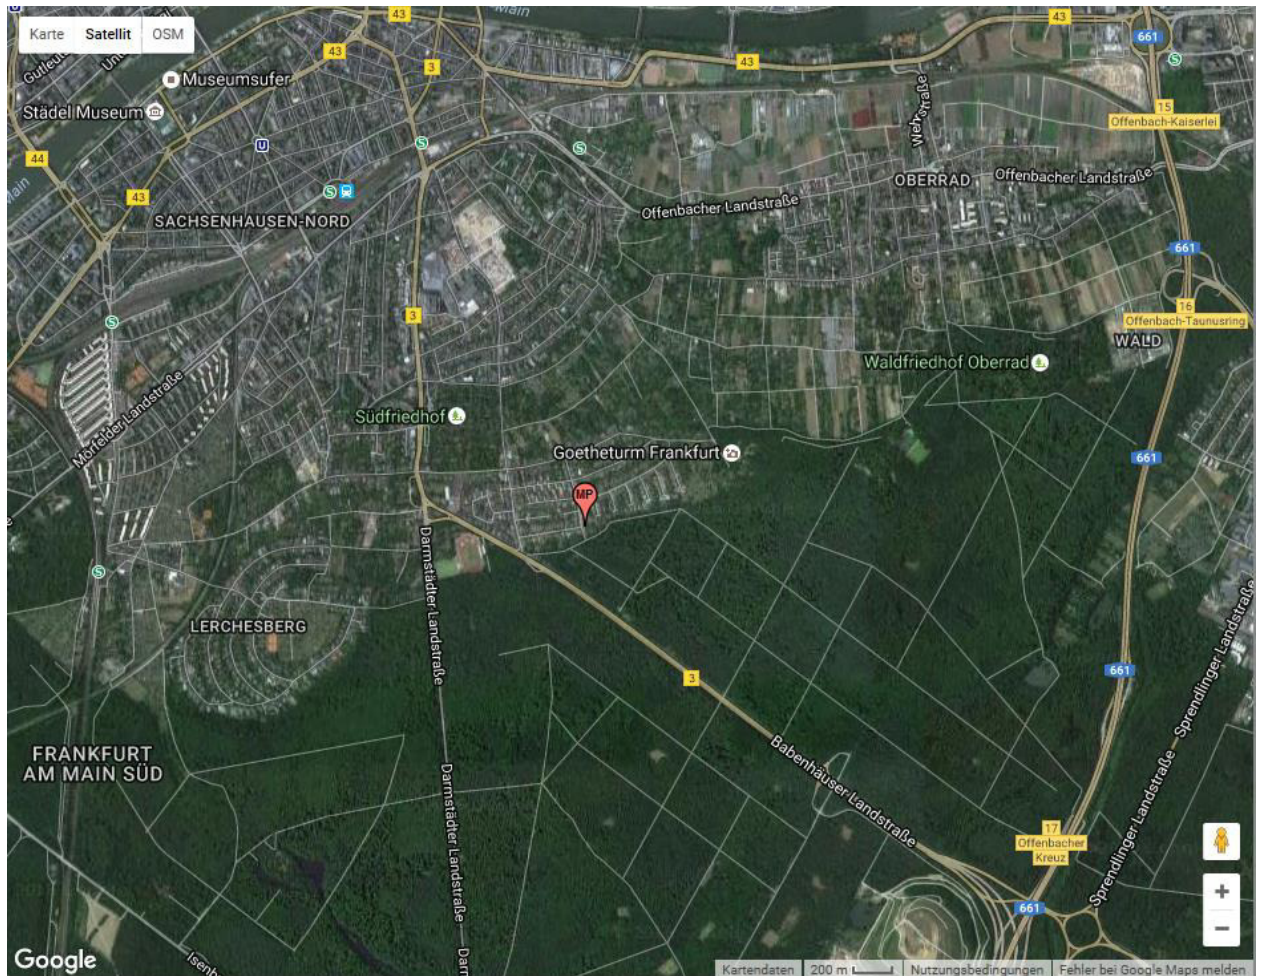 43
Main
43
Karte
Satellit
OSM
661
43
3
43
Museumsufer
Städel Museum
15
Offenbach-Kaiserlei
Wehrstraße
44
Main
43
SACHSENHAUSEN-NORD
OBERRAD
Offenbacher Landstraße
Offenbacher Landstraße
661
3
16
Offenbach-Taunusring
WALD
Waldfriedhof Oberrad
Mörfelder Landstraße
Südfriedhof
Goetheturm Frankfurt
661
MP
Darmstädter Landstraße
LERCHESBERG
661
3
Sprendlinger Landstraße - Sprendlinger Landstraße
FRANKFURT
AM MAIN SÜD
Babenhäuser Landstraße
Darmstädter Landstraße
17
Offenbacher
Kreuz
661
Google
Kartendaten
200 m
Nutzungsbedingungen
Fehler bei Google Maps melden